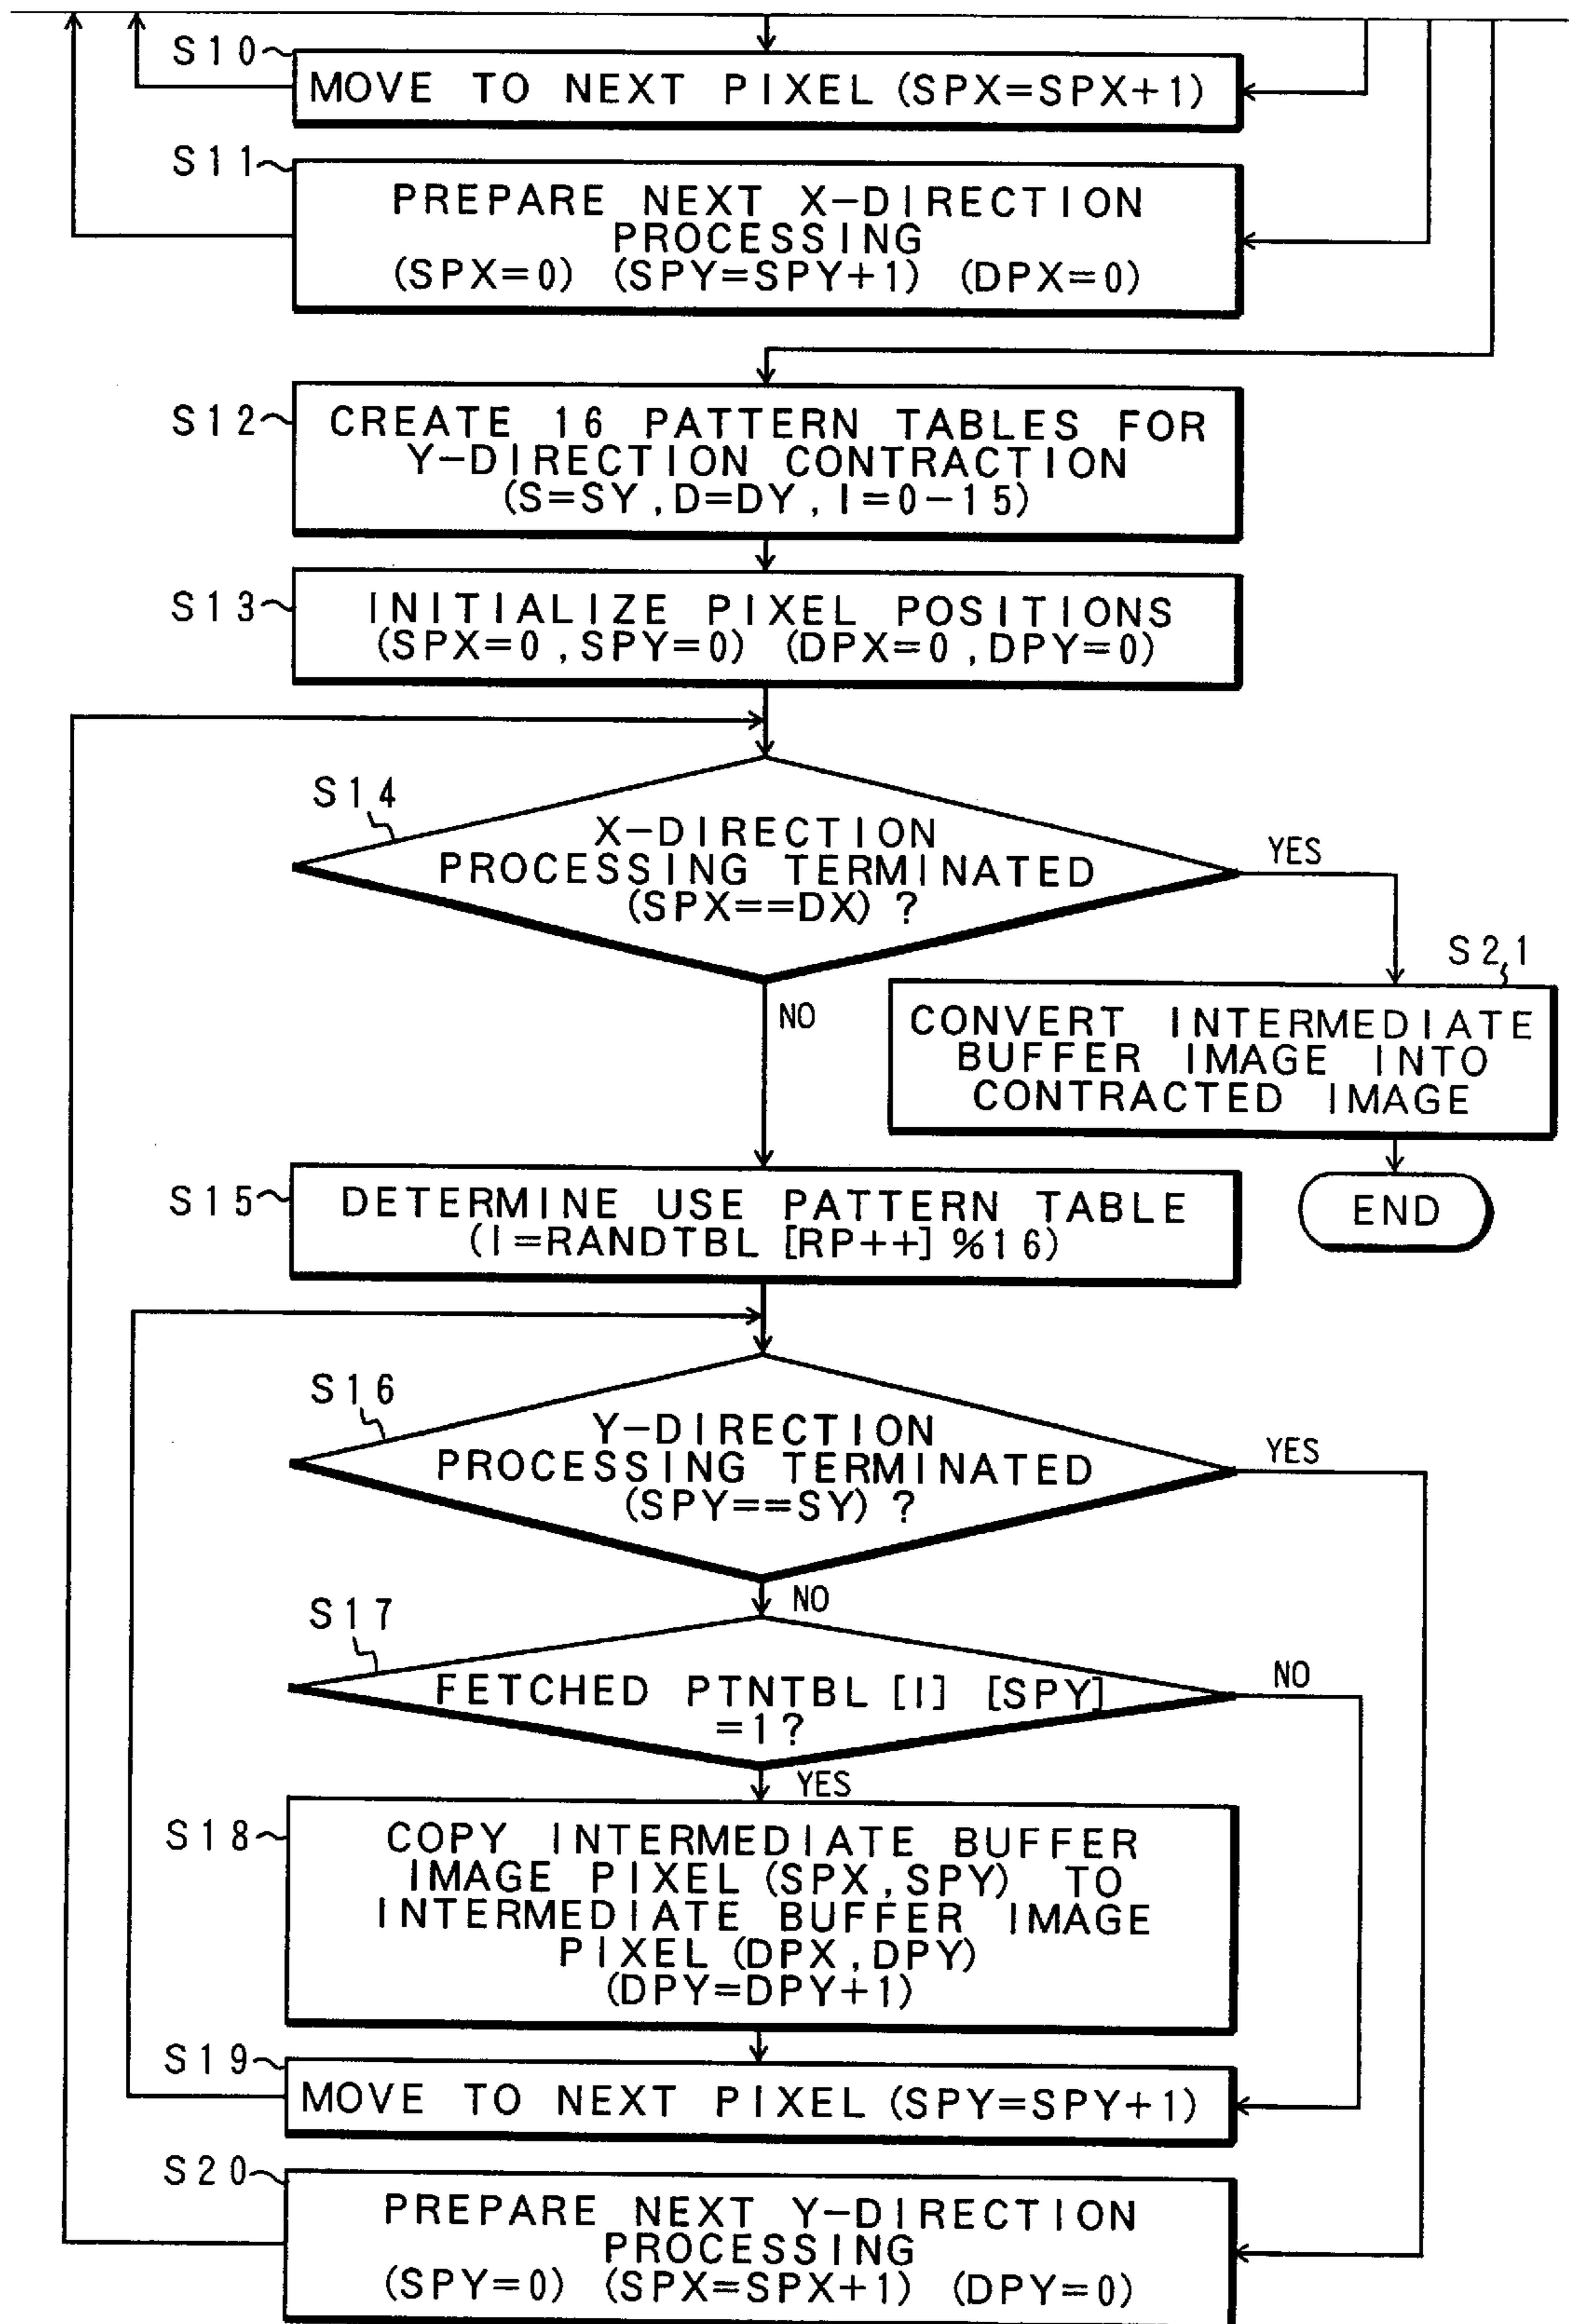 S10
MOVE TO NEXT PIXEL (SPX=SPX+1)
S11
PREPARE NEXT X-DIRECTION
PROCESSING
(SPX=0) (SPY=SPY+1) (DPX=0)
S12
CREATE 16 PATTERN TABLES FOR
Y-DIRECTION CONTRACTION
(S=SY,D=DY,I=0-15)
S13
INITIALIZE PIXEL POSITIONS
(SPX=0,SPY=0) (DPX=0,DPY=0)
S14
X-DIRECTION
PROCESSING TERMINATED
(SPX==DX)?
YES
NO
S21
CONVERT INTERMEDIATE
BUFFER IMAGE INTO
CONTRACTED IMAGE
END
S15
DETERMINE USE PATTERN TABLE
(I=RANDTBL [RP++] %16)
S16
Y-DIRECTION
PROCESSING TERMINATED
(SPY==SY)?
YES
NO
S17
FETCHED PTNTBL [I] [SPY]
=1?
NO
YES
S18
COPY INTERMEDIATE BUFFER
IMAGE PIXEL (SPX,SPY) TO
INTERMEDIATE BUFFER IMAGE
PIXEL (DPX,DPY)
(DPY=DPY+1)
S19
MOVE TO NEXT PIXEL (SPY=SPY+1)
S20
PREPARE NEXT Y-DIRECTION
PROCESSING
(SPY=0) (SPX=SPX+1) (DPY=0)